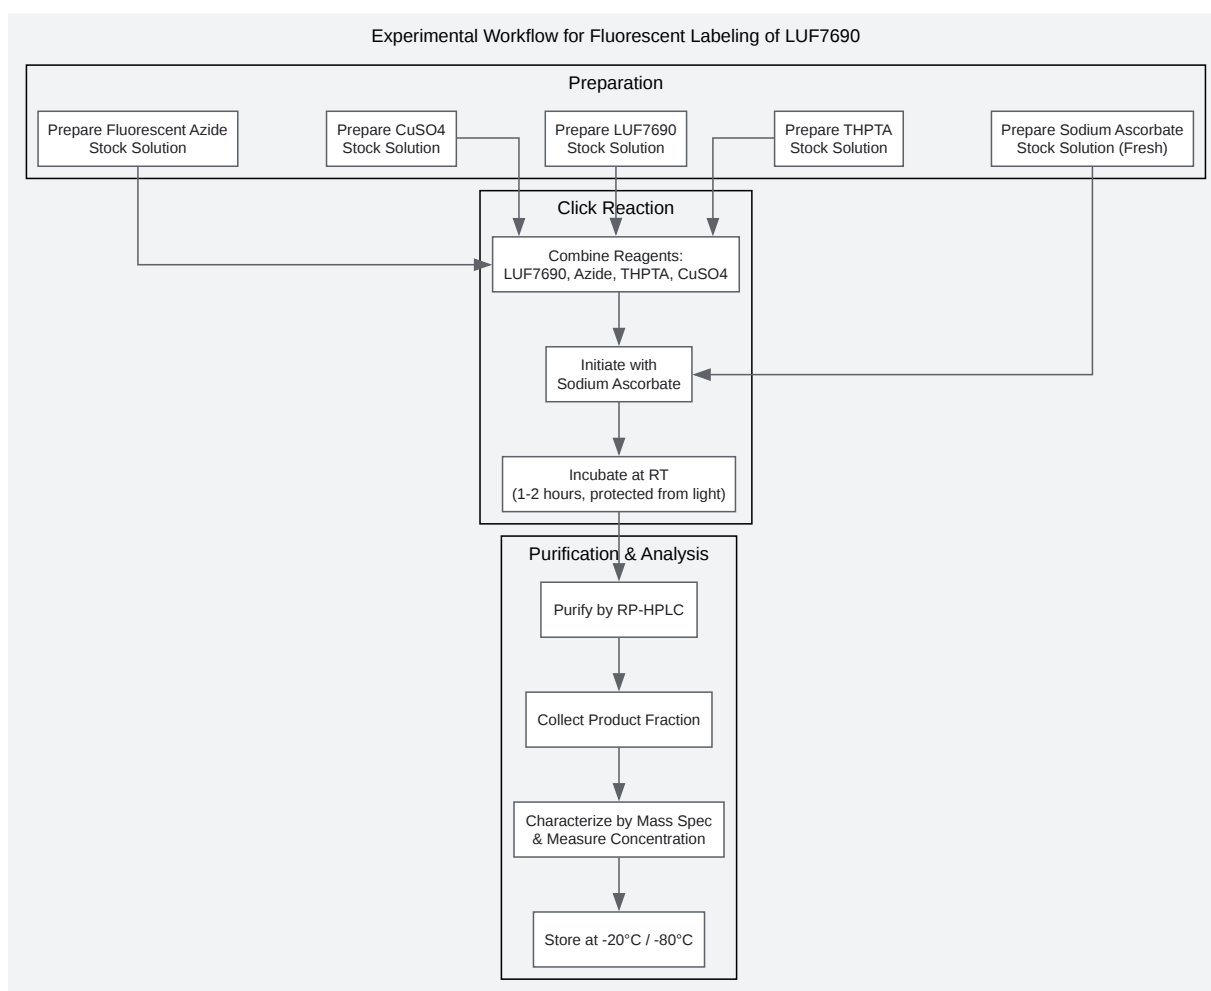 Experimental Workflow for Fluorescent Labeling of LUF7690
Preparation
Prepare Fluorescent Azide
Stock Solution
Prepare CuSO4
Stock Solution
Prepare LUF7690
Stock Solution
Prepare THPTA
Stock Solution
Prepare Sodium Ascorbate
Stock Solution (Fresh)
Click Reaction
Combine Reagents:
LUF7690, Azide, THPTA, CuSO4
Initiate with
Sodium Ascorbate
Incubate at RT
(1-2 hours, protected from light)
Purification & Analysis
Purify by RP-HPLC
Collect Product Fraction
Characterize by Mass Spec
& Measure Concentration
Store at -20°C / -80°C